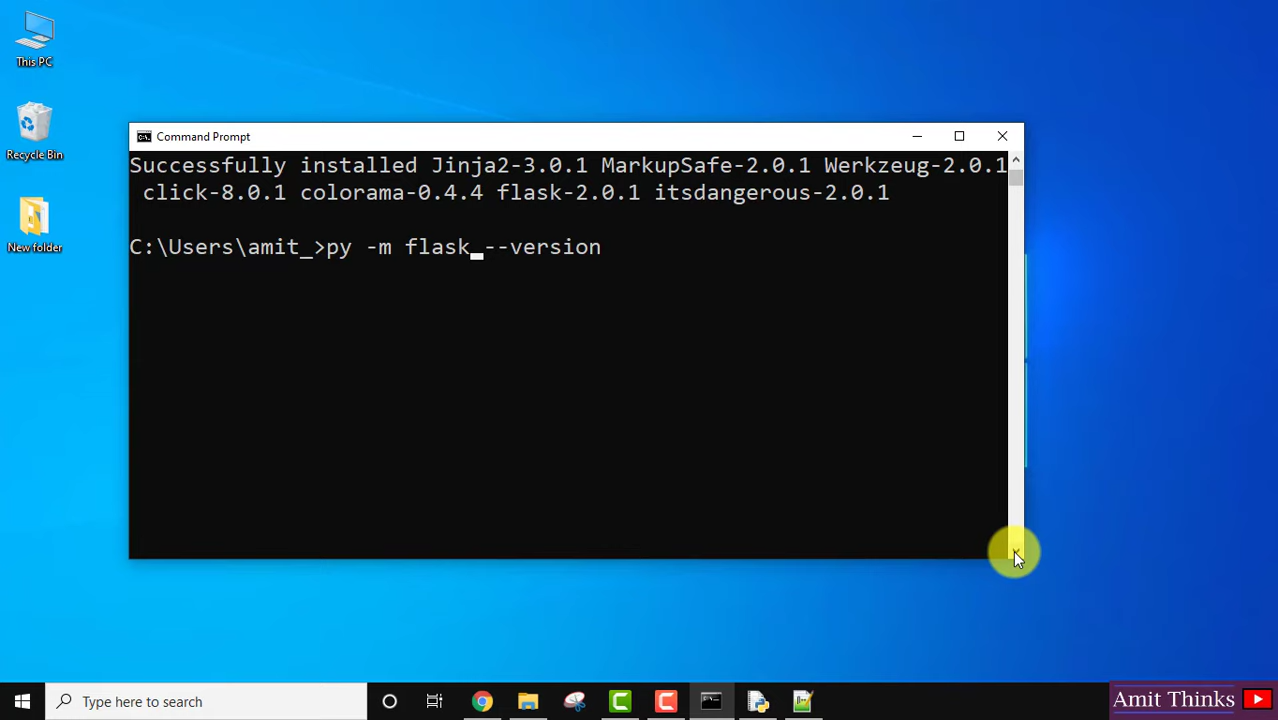 This PC
Recycle Bin
New folder
Command Prompt
Successfully installed Jinja2-3.0.1 MarkupSafe-2.0.1 Werkzeug-2.0.1
click-8.0.1 colorama-0.4.4 flask-2.0.1 itsdangerous-2.0.1
C:\Users\amit_>py -m flask --version
Type here to search
Amit Thinks